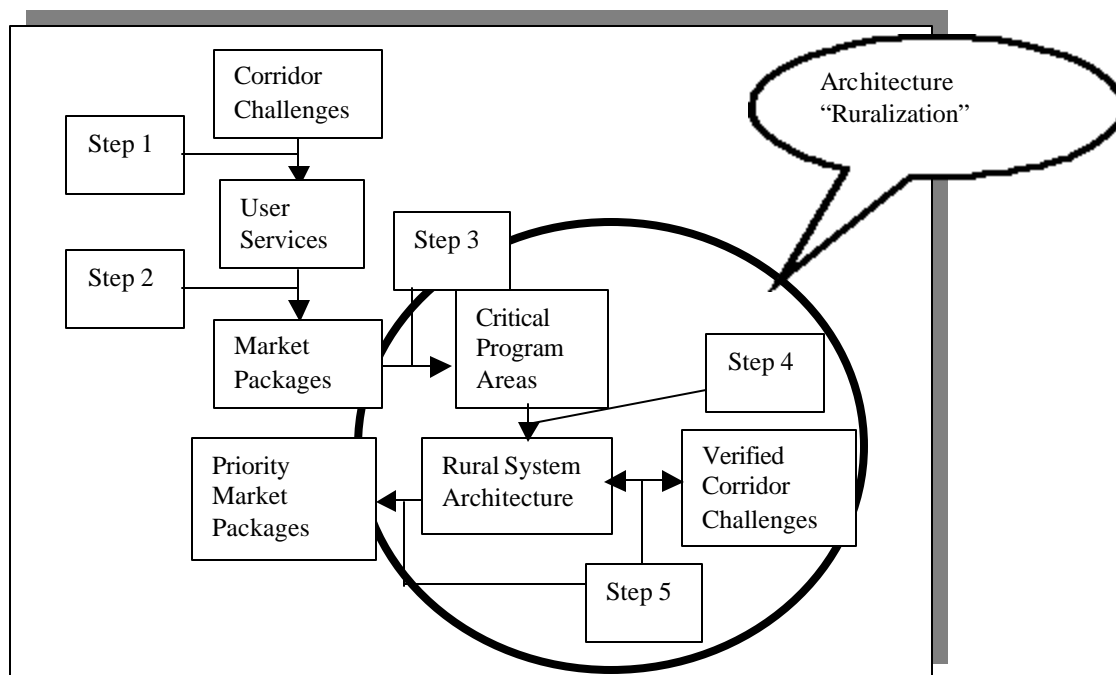 Corridor
Challenges
Architecture
“Ruralization”
Step 1
User
Services
Step 3
Step 2
Market
Packages
Critical
Program
Areas
Step 4
Priority
Market
Packages
Rural System
Architecture
Verified
Corridor
Challenges
Step 5